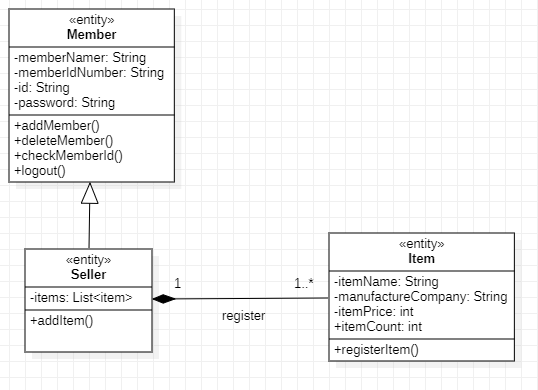 «entity»
Member
-memberNamer: String
-memberIdNumber: String
-id: String
-password: String
+addMember()
+deleteMember()
+checkMemberId()
+logout()
«entity»
Seller
-items: List<item>
+addItem()
1
1..*
register
«entity»
Item
-itemName: String
-manufactureCompany: String
-itemPrice: int
+itemCount: int
+registerItem()